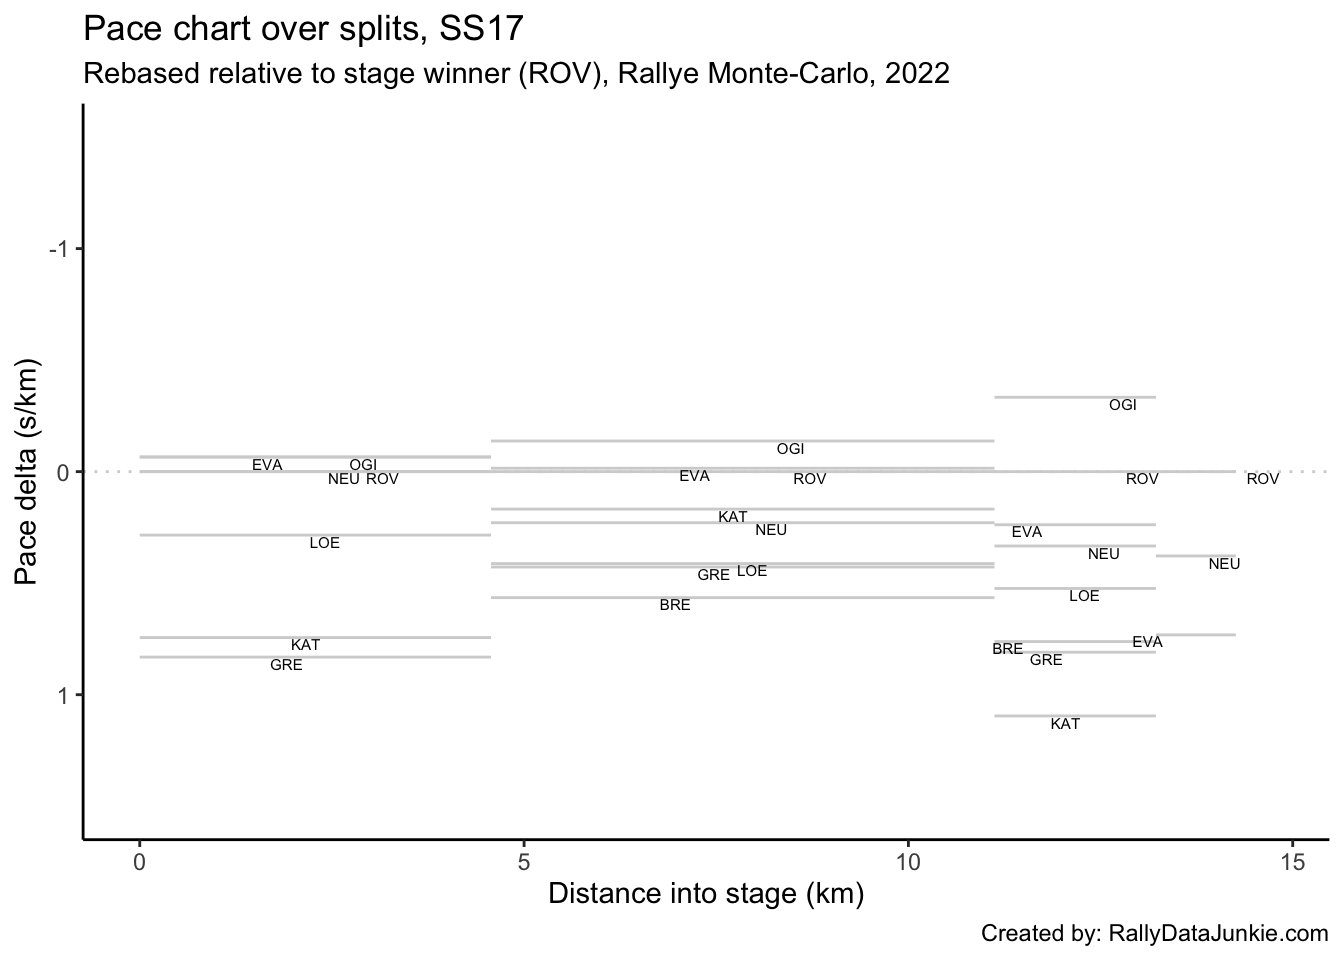 Pace chart over splits, SS17
Rebased relative to stage winner (ROV), Rallye Monte-Carlo, 2022
Pace delta (s/km)
-1
0
1
OGI
OGI
EVA OGI
EVA
NEU ROV
ROV
ROV
ROV
KAT
NEU
EVA
LOE
NEU
NEU
GRE LOE
BRE
LOE
KAT
EVA
BRE
GRE
GRE
KAT
0 5 10 15
Distance into stage (km)
Created by: RallyDataJunkie.com